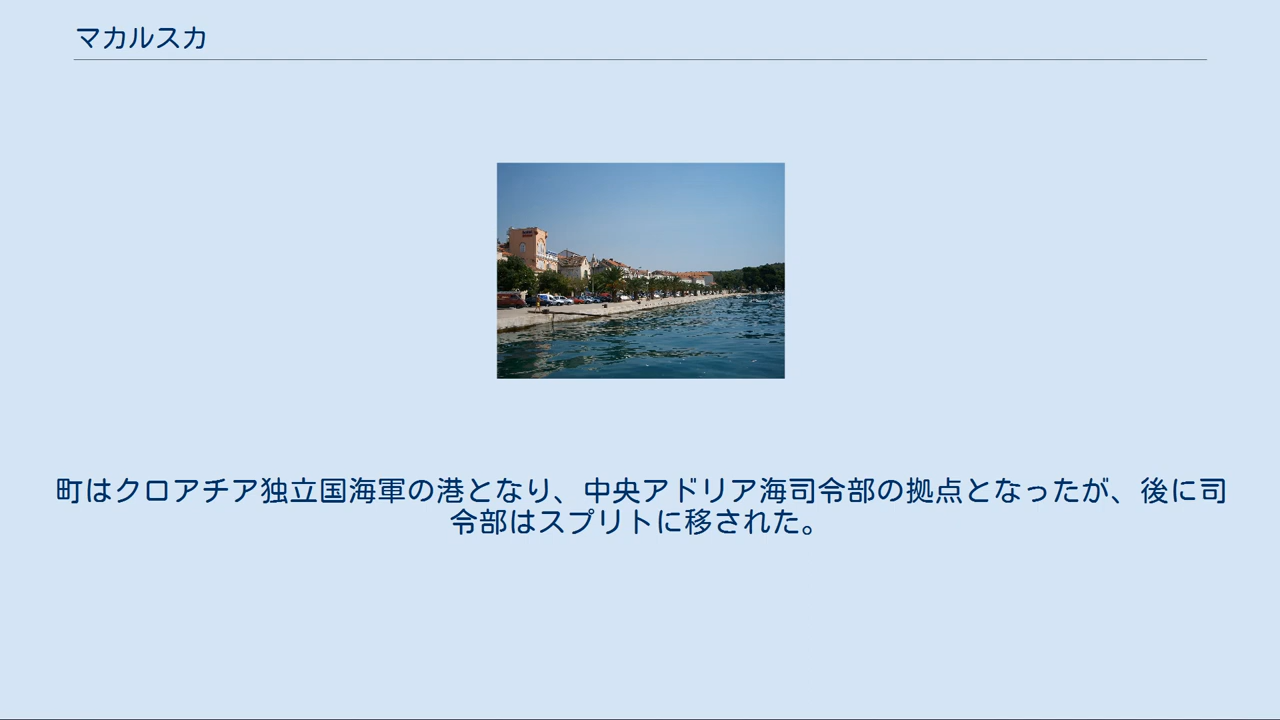 マカルスカ
町はクロアチア独立国海軍の港となり、中央アドリア海司令部の拠点となったが、後に司
令部はスプリトに移された。